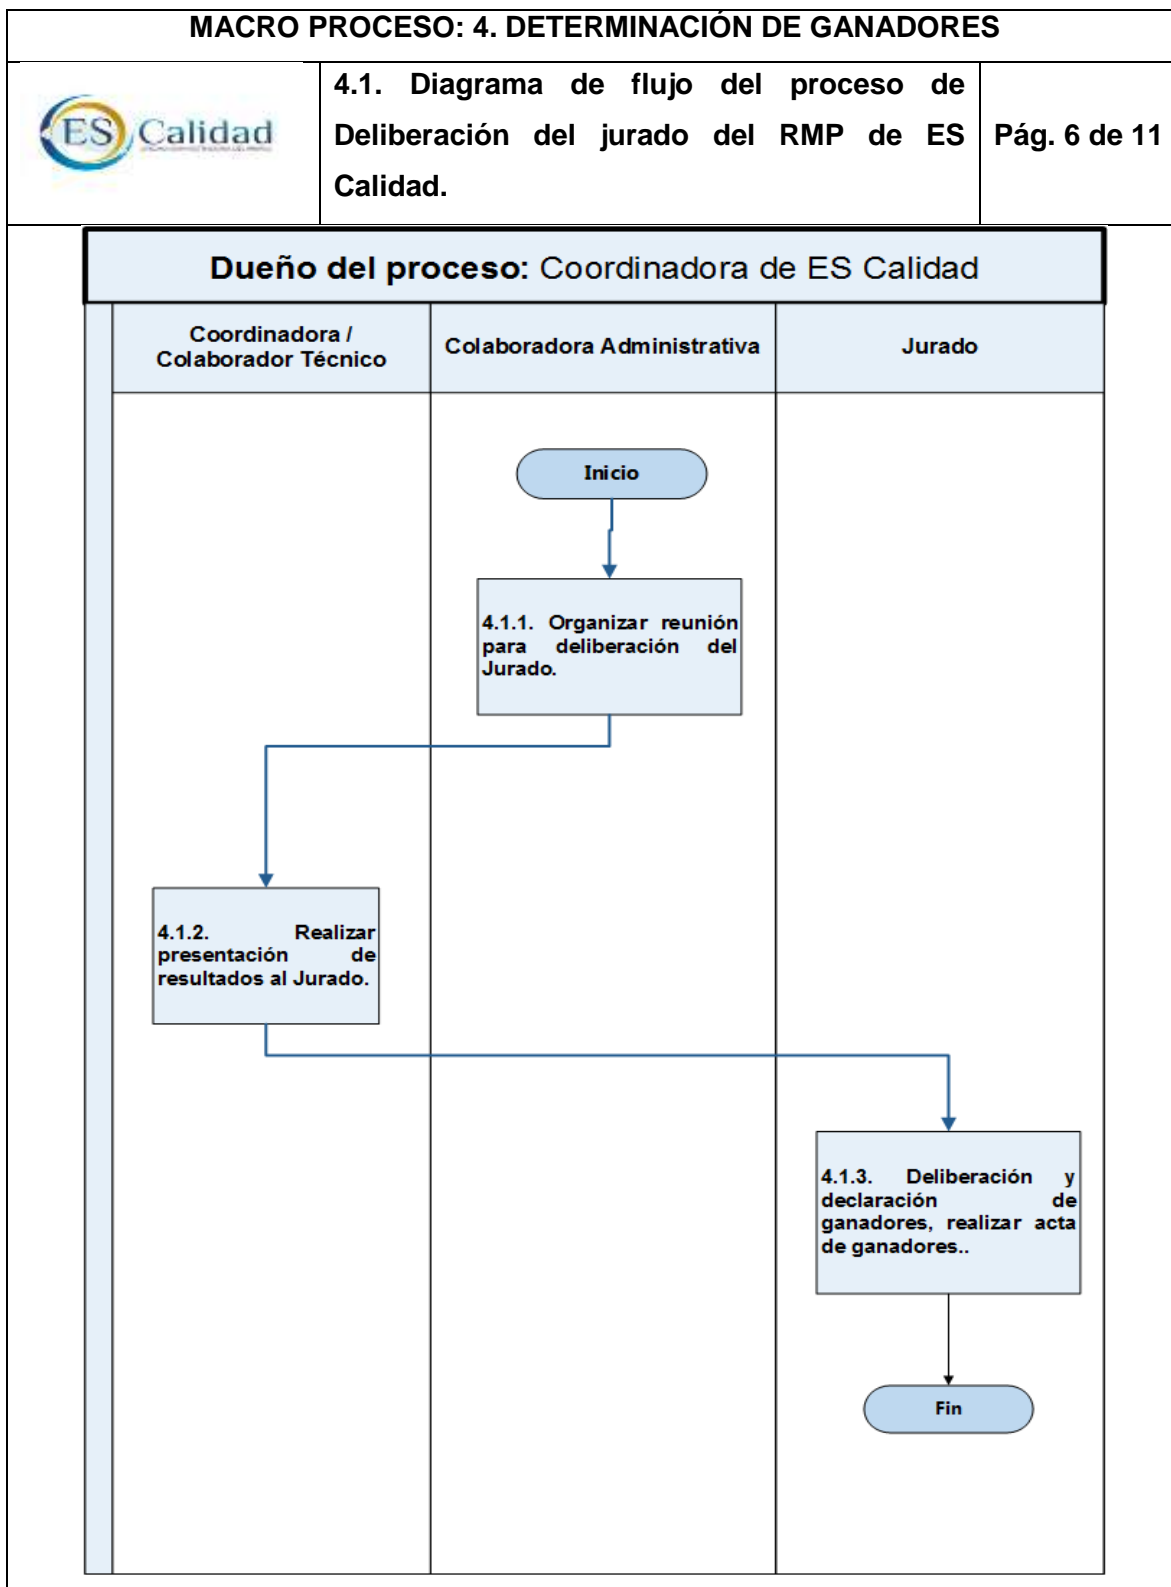 MACRO PROCESO: 4. DETERMINACIÓN DE GANADORES
ES Calidad
4.1. Diagrama de flujo del proceso de
Deliberación del jurado del RMP de ES
Calidad.
Pág. 6 de 11
Dueño del proceso: Coordinadora de ES Calidad
Coordinadora /
Colaborador Técnico
Colaboradora Administrativa
Jurado
Inicio
4.1.1. Organizar reunión
para deliberación del
Jurado.
4.1.2. Realizar
presentación de
resultados al Jurado.
4.1.3. Deliberación y
declaración de
ganadores, realizar acta
de ganadores..
Fin